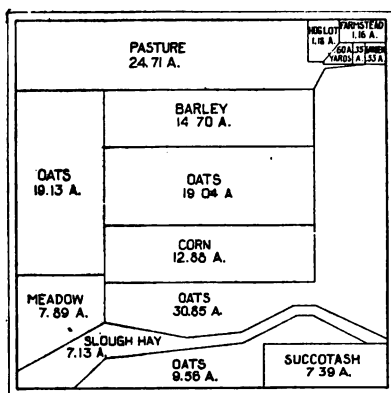 PASTURE
24.71 A.
HOG LOT
1.18 A.
FARMSTEAD
1.16 A.
.60 A.
YARDS
.35
A.
GARDEN
.53 A.
BARLEY
14 70 A.
OATS
19.13 A.
OATS
19 04 A
CORN
12.88 A.
MEADOW
7.89 A.
OATS
30.85 A.
SLOUGH HAY
7.13 A.
OATS
9.58 A.
SUCCOTASH
7 39 A.